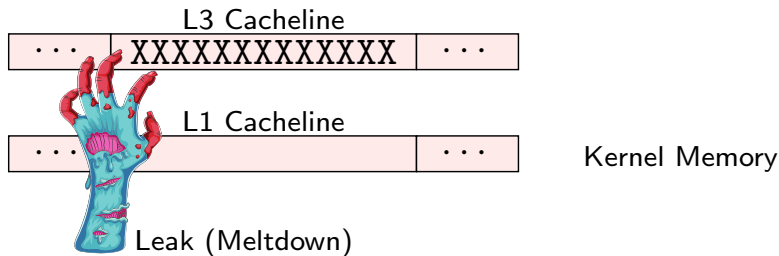 L3 Cacheline
··· XXXXXXXXXXXXX ···
L1 Cacheline
··· ···
Kernel Memory
Leak (Meltdown)